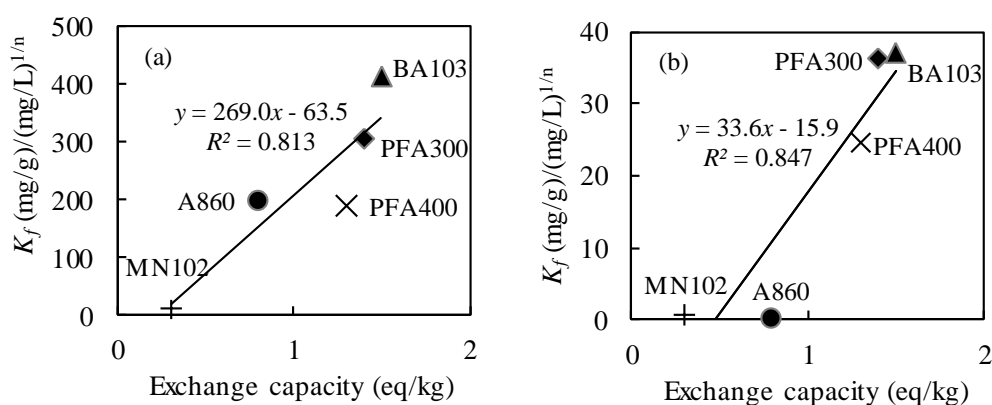 (a)
500
400
300
200
100
0
K_f (mg/g)/(mg/L)^{1/n}
BA103
y = 269.0x - 63.5
R² = 0.813
PFA300
A860
PFA400
MN102
0 1 2
Exchange capacity (eq/kg)
(b)
40
30
20
10
0
K_f (mg/g)/(mg/L)^{1/n}
PFA300
BA103
y = 33.6x - 15.9
R² = 0.847
PFA400
MN102
A860
0 1 2
Exchange capacity (eq/kg)